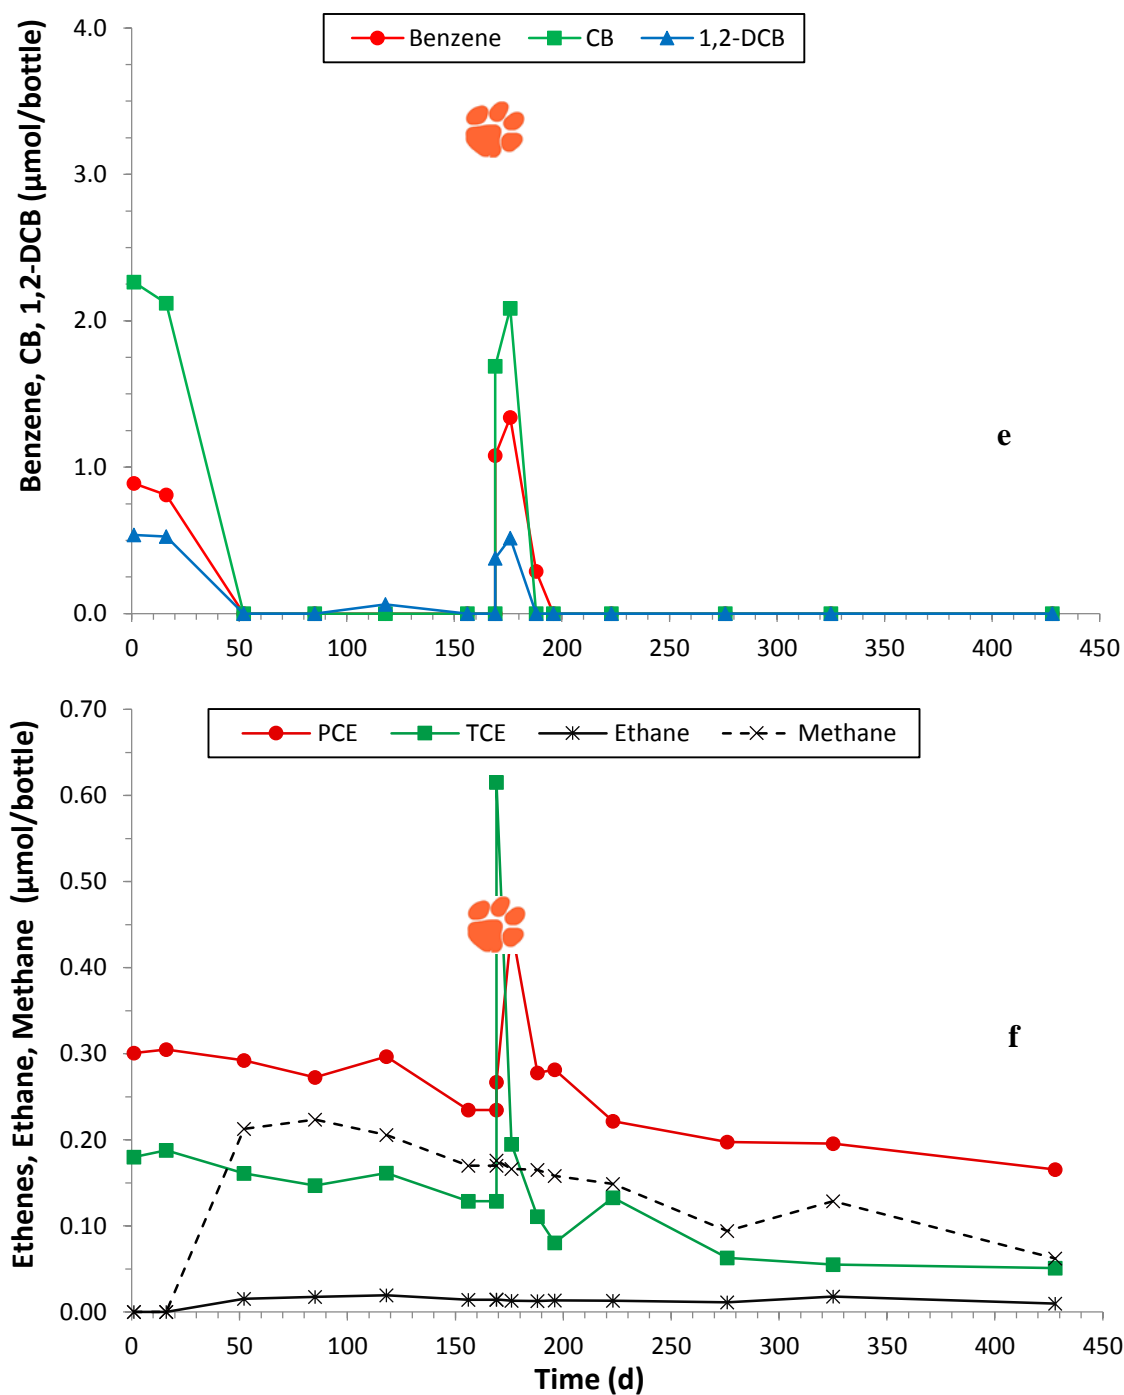 Benzene CB 1,2-DCB
Benzene, CB, 1,2-DCB (µmol/bottle)
4.0
3.0
2.0
1.0
0.0
e
0 50 100 150 200 250 300 350 400 450
PCE TCE Ethane Methane
Ethenes, Ethane, Methane (µmol/bottle)
0.70
0.60
0.50
0.40
0.30
0.20
0.10
0.00
f
0 50 100 150 200 250 300 350 400 450
Time (d)